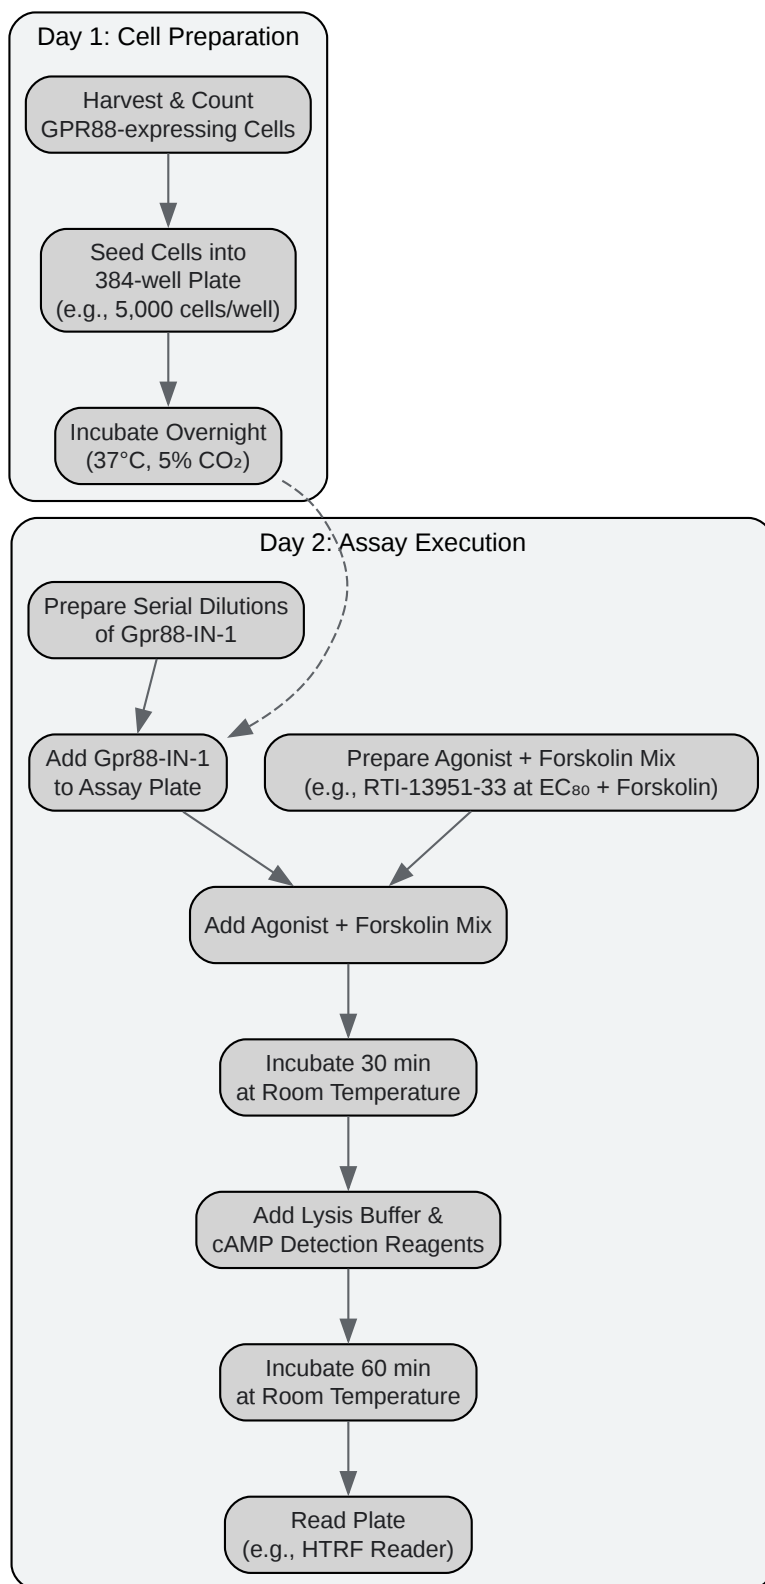 Day 1: Cell Preparation
Harvest & Count
GPR88-expressing Cells
Seed Cells into
384-well Plate
(e.g., 5,000 cells/well)
Incubate Overnight
(37°C, 5% CO₂)
Day 2: Assay Execution
Prepare Serial Dilutions
of Gpr88-IN-1
Add Gpr88-IN-1
to Assay Plate
Prepare Agonist + Forskolin Mix
(e.g., RTI-13951-33 at EC₈₀ + Forskolin)
Add Agonist + Forskolin Mix
Incubate 30 min
at Room Temperature
Add Lysis Buffer &
cAMP Detection Reagents
Incubate 60 min
at Room Temperature
Read Plate
(e.g., HTRF Reader)